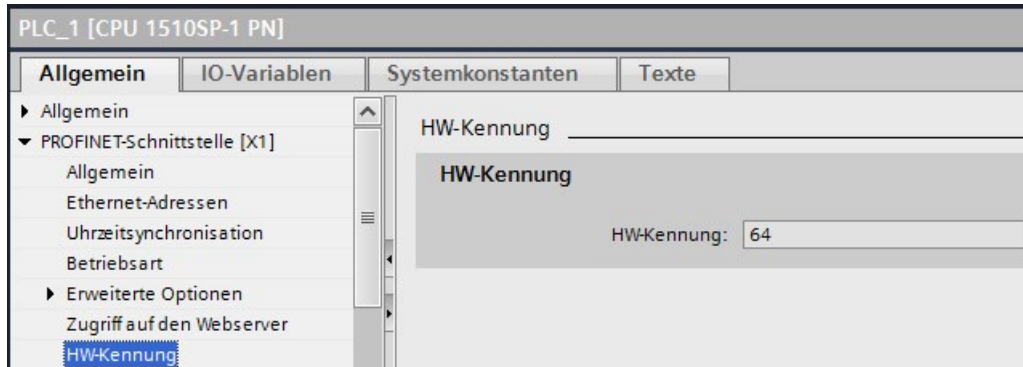 PLC_1 [CPU 1510SP-1 PN]
Allgemein IO-Variablen Systemkonstanten Texte
Allgemein
PROFINET-Schnittstelle [X1]
Allgemein
Ethernet-Adressen
Uhrzeitsynchronisation
Betriebsart
Erweiterte Optionen
Zugriff auf den Webserver
HW-Kennung
HW-Kennung
HW-Kennung
HW-Kennung: 64